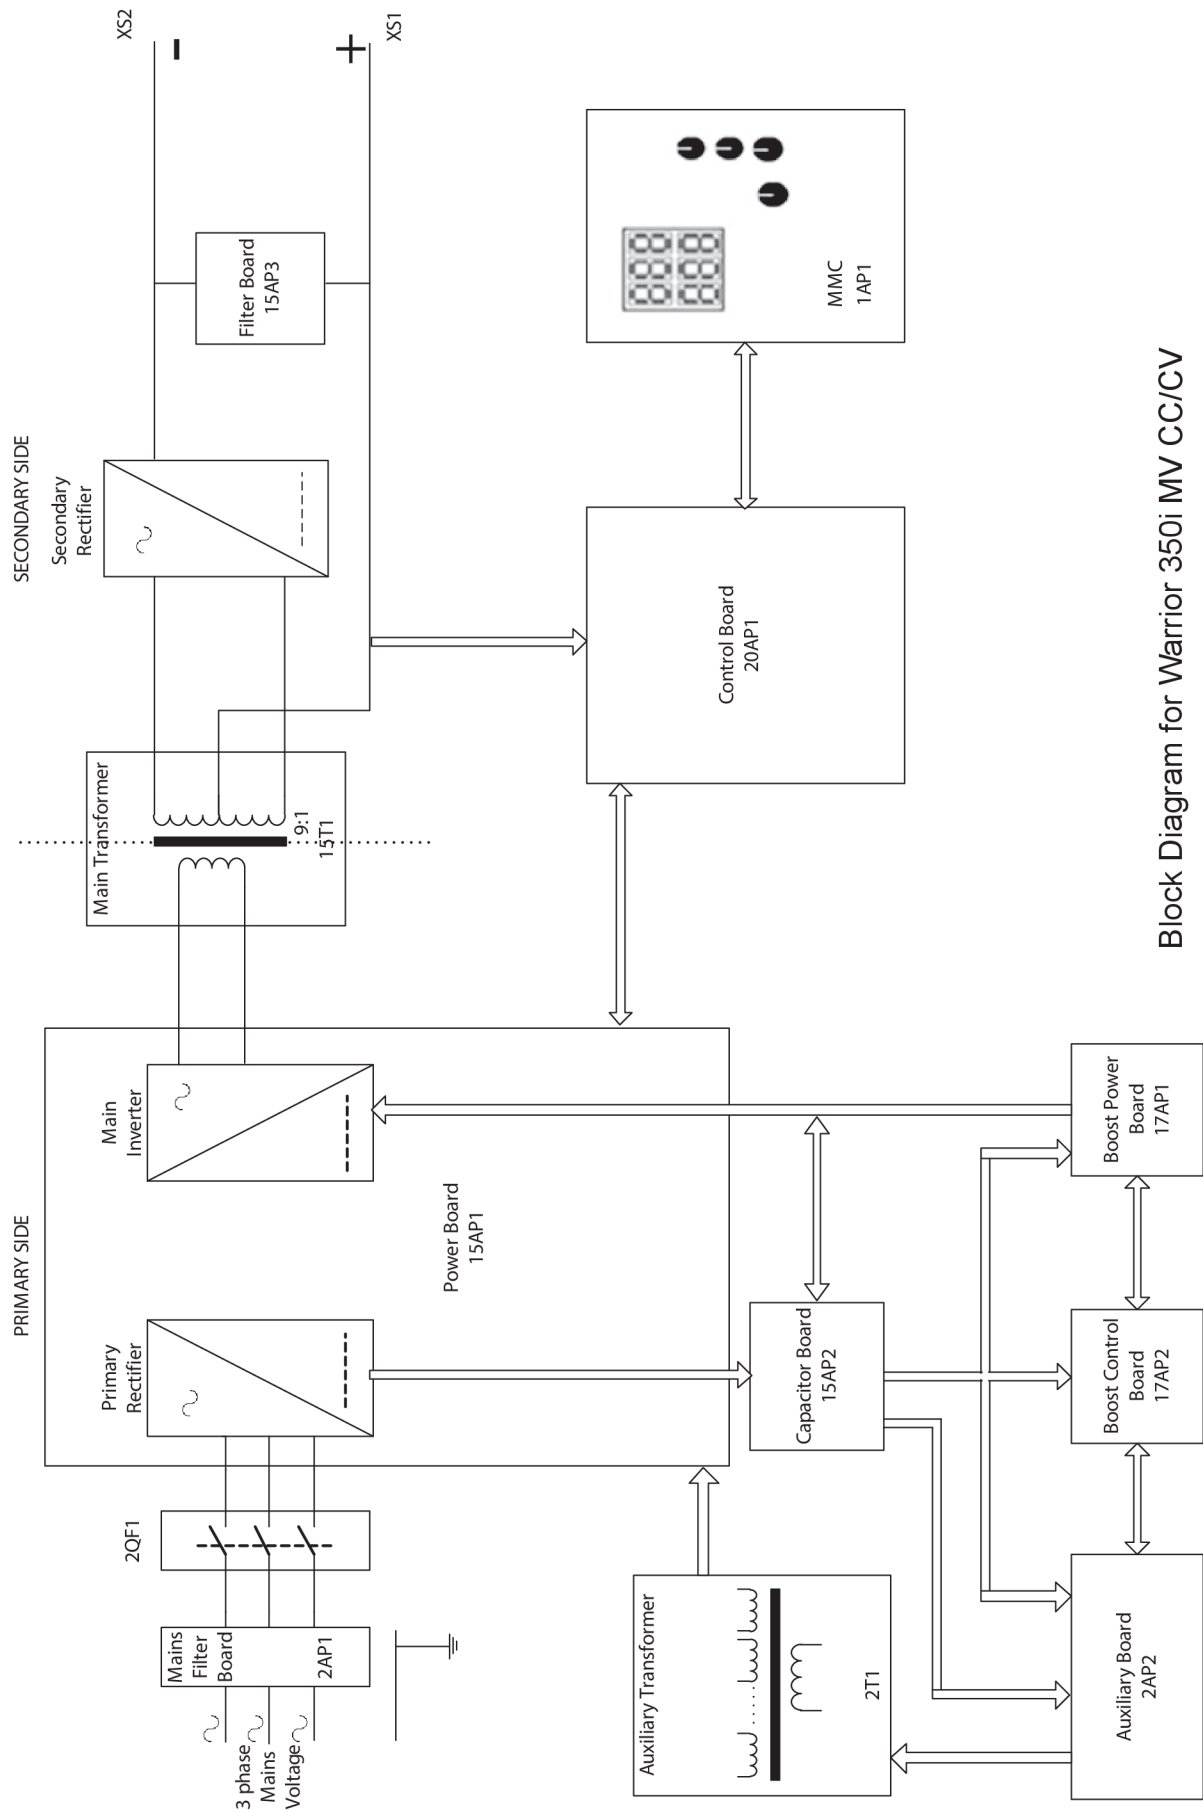 PRIMARY SIDE
SECONDARY SIDE
3 phase
Mains
Voltage
Mains
Filter
Board
2AP1
2QF1
Primary
Rectifier
Main
Inverter
Power Board
15AP1
Main Transformer
9:1
15T1
Secondary
Rectifier
Filter Board
15AP3
XS2
-
+
XS1
Auxiliary Transformer
2T1
Capacitor Board
15AP2
Control Board
20AP1
MMC
1AP1
Auxiliary Board
2AP2
Boost Control
Board
17AP2
Boost Power
Board
17AP1
Block Diagram for Warrior 350i MV CC/CV